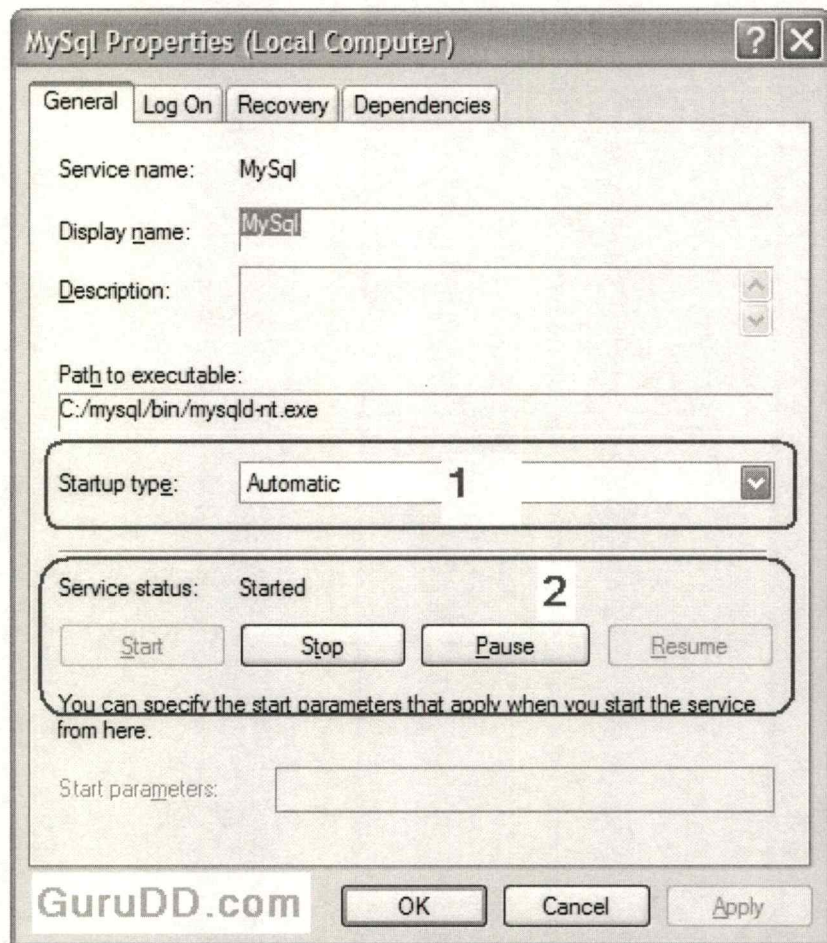 MySql Properties (Local Computer)
General Log On Recovery Dependencies
Service name: MySql
Display name: MySql
Description:
Path to executable:
C:/mysql/bin/mysqld-nt.exe
Startup type: Automatic 1
Service status: Started 2
Start Stop Pause Resume
You can specify the start parameters that apply when you start the service
from here.
Start parameters:
GuruDD.com OK Cancel Apply